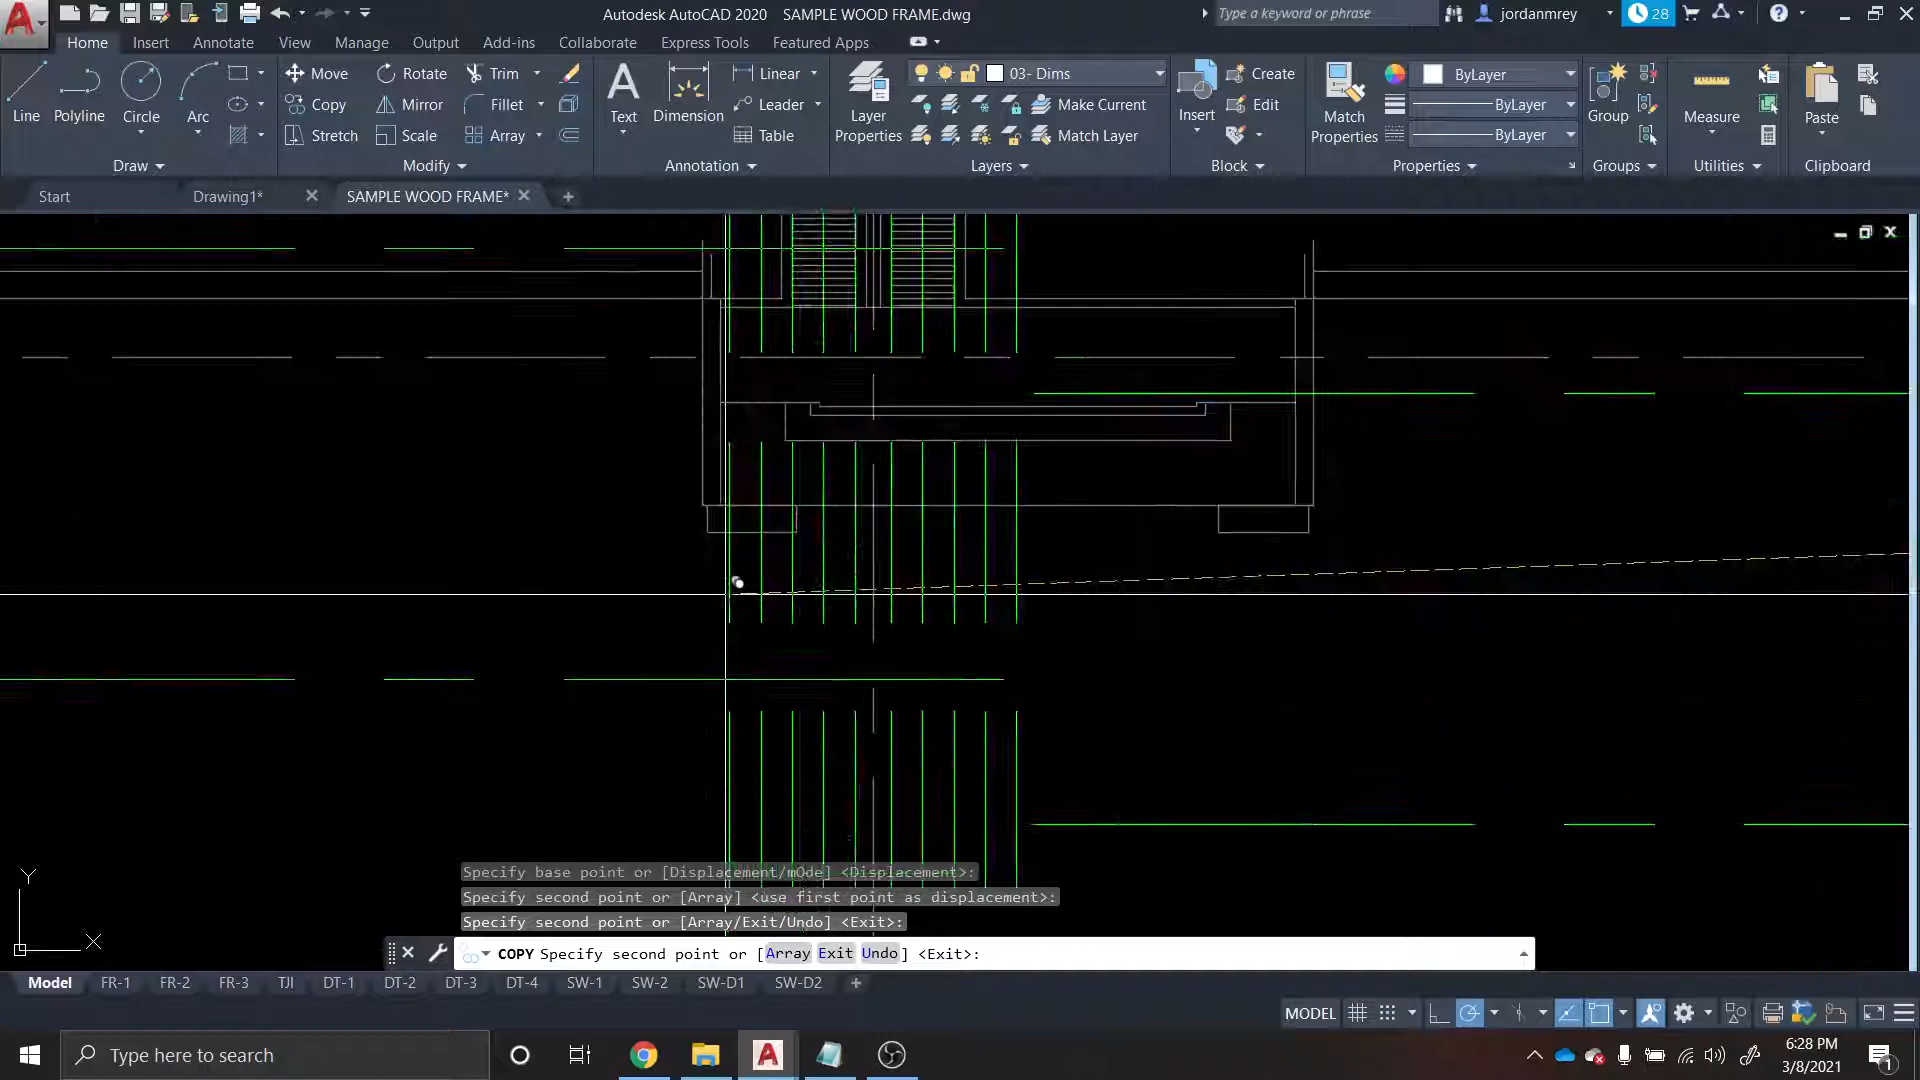 Autodesk AutoCAD 2020 SAMPLE WOOD FRAME.dwg
Type a keyword or phrase
jordanmrey
28
Home Insert Annotate View Manage Output Add-ins Collaborate Express Tools Featured Apps
Line Polyline Circle Arc
Move Rotate Trim
Copy Mirror Fillet
Stretch Scale Array
Text Dimension
Linear
Leader
Table
Layer Properties
03- Dims
Make Current
Match Layer
Insert
Create
Edit
Match Properties
ByLayer
ByLayer
ByLayer
Group
Measure
Paste
Draw Modify Annotation Layers Block Properties Groups Utilities Clipboard
Start Drawing1* SAMPLE WOOD FRAME*
Y
X
Specify base point or [Displacement/mOde] <Displacement>:
Specify second point or [Array] <use first point as displacement>:
Specify second point or [Array/Exit/Undo] <Exit>:
COPY Specify second point or [Array Exit Undo] <Exit>:
Model FR-1 FR-2 FR-3 TJI DT-1 DT-2 DT-3 DT-4 SW-1 SW-2 SW-D1 SW-D2
MODEL
Type here to search
6:28 PM
3/8/2021
1